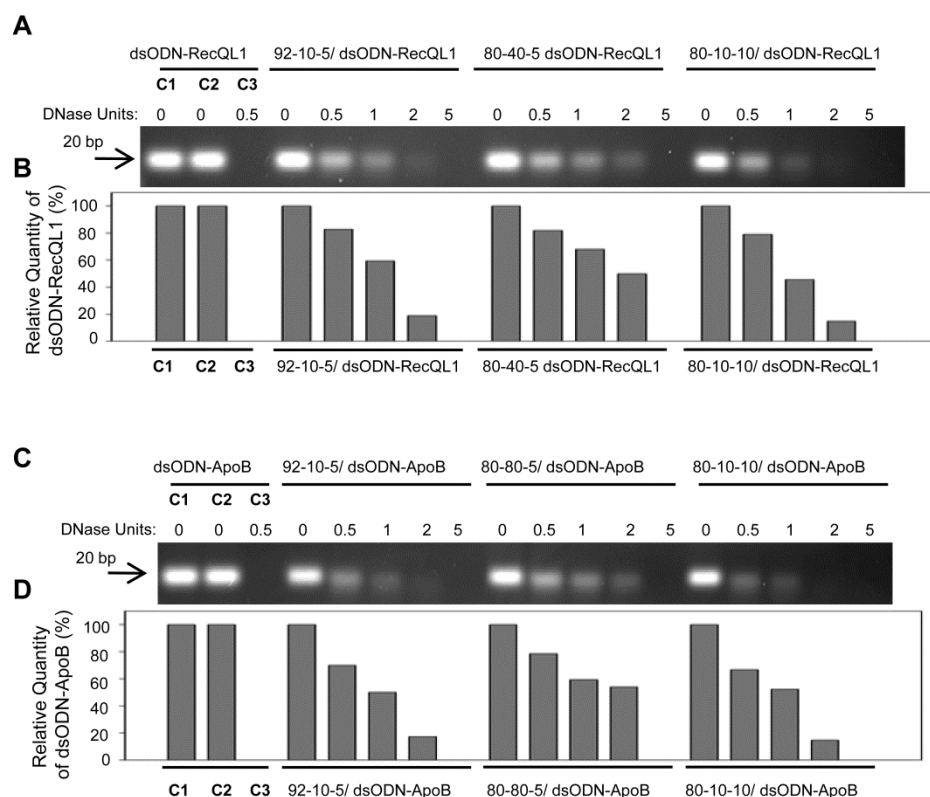 A
dsODN-RecQL1 92-10-5/ dsODN-RecQL1 80-40-5 dsODN-RecQL1 80-10-10/ dsODN-RecQL1
C1 C2 C3
DNase Units: 0 0 0.5 0 0.5 1 2 5 0 0.5 1 2 5 0 0.5 1 2 5
20 bp
B
Relative Quantity of
dsODN-RecQL1 (%)
100
80
60
40
20
0
C1 C2 C3 92-10-5/ dsODN-RecQL1 80-40-5 dsODN-RecQL1 80-10-10/ dsODN-RecQL1
C
dsODN-ApoB 92-10-5/ dsODN-ApoB 80-80-5/ dsODN-ApoB 80-10-10/ dsODN-ApoB
C1 C2 C3
DNase Units: 0 0 0.5 0 0.5 1 2 5 0 0.5 1 2 5 0 0.5 1 2 5
20 bp
D
Relative Quantity
of dsODN-ApoB (%)
100
80
60
40
20
0
C1 C2 C3 92-10-5/ dsODN-ApoB 80-80-5/ dsODN-ApoB 80-10-10/ dsODN-ApoB